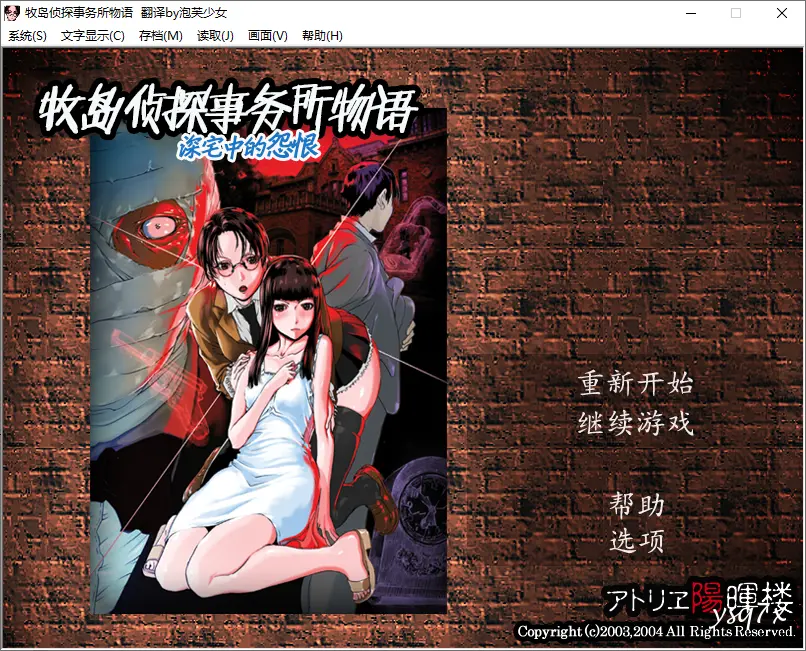 牧岛侦探事务所物语 翻译by泡芙少女
系统(S) 文字显示(C) 存档(M) 读取(J) 画面(V) 帮助(H)
牧岛侦探事务所物语
深宅中的怨恨
重新开始
继续游戏
帮助
选项
アトリヱ陽暉楼
ysq7x
Copyright (c)2003,2004 All Rights Reserved.